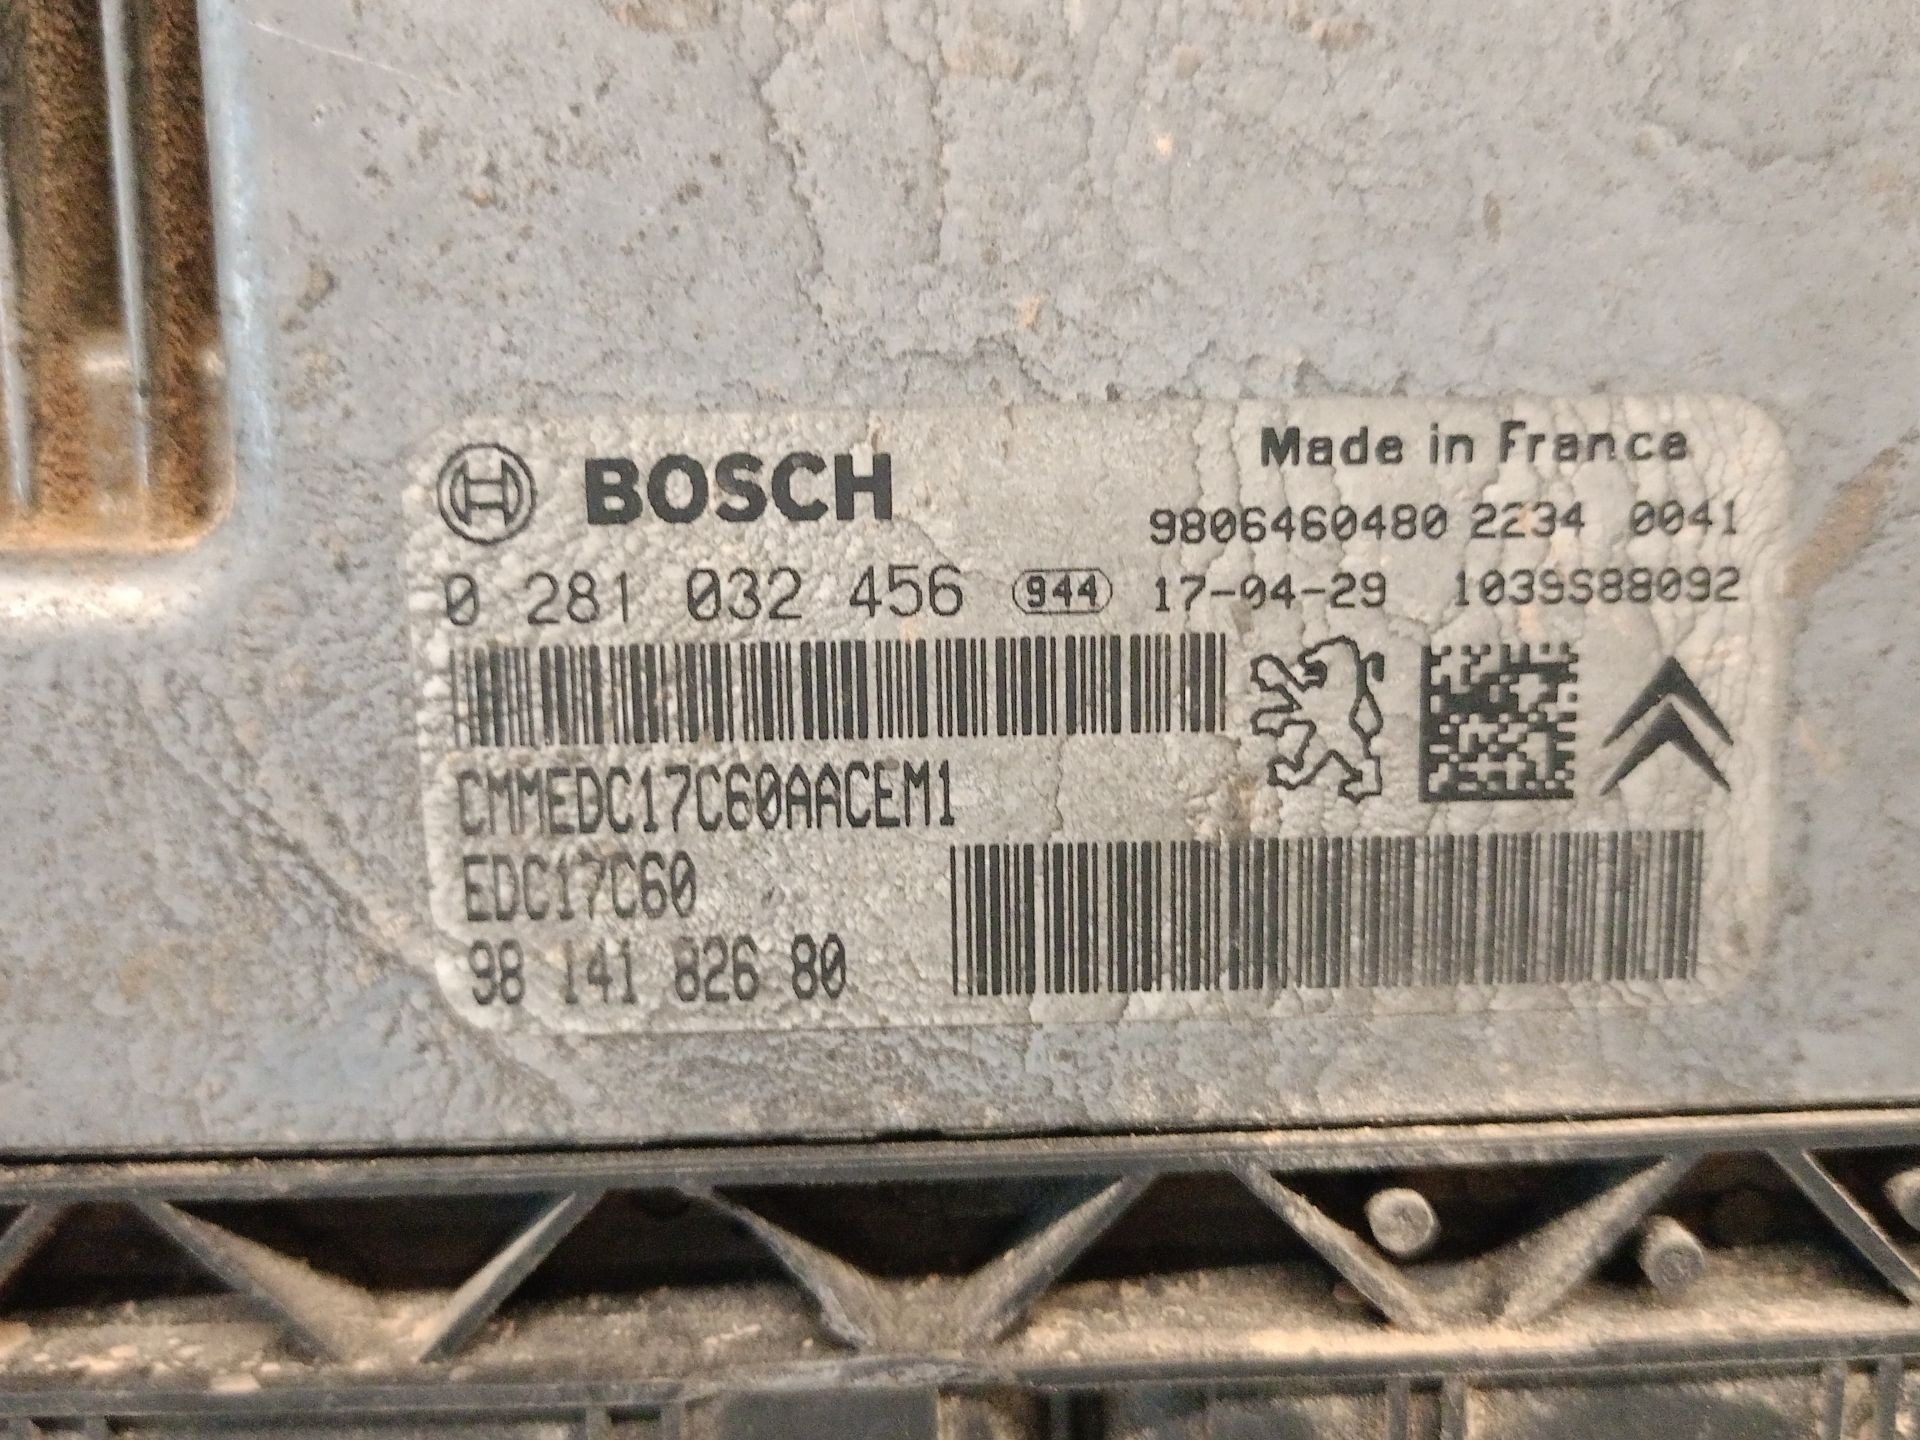 BOSCH
Made in France
9806460480 2234 0041
0 281 032 456 944 17-04-29 1039S88092
CMMEDC17C60AACEM1
EDC17C60
98 141 826 80